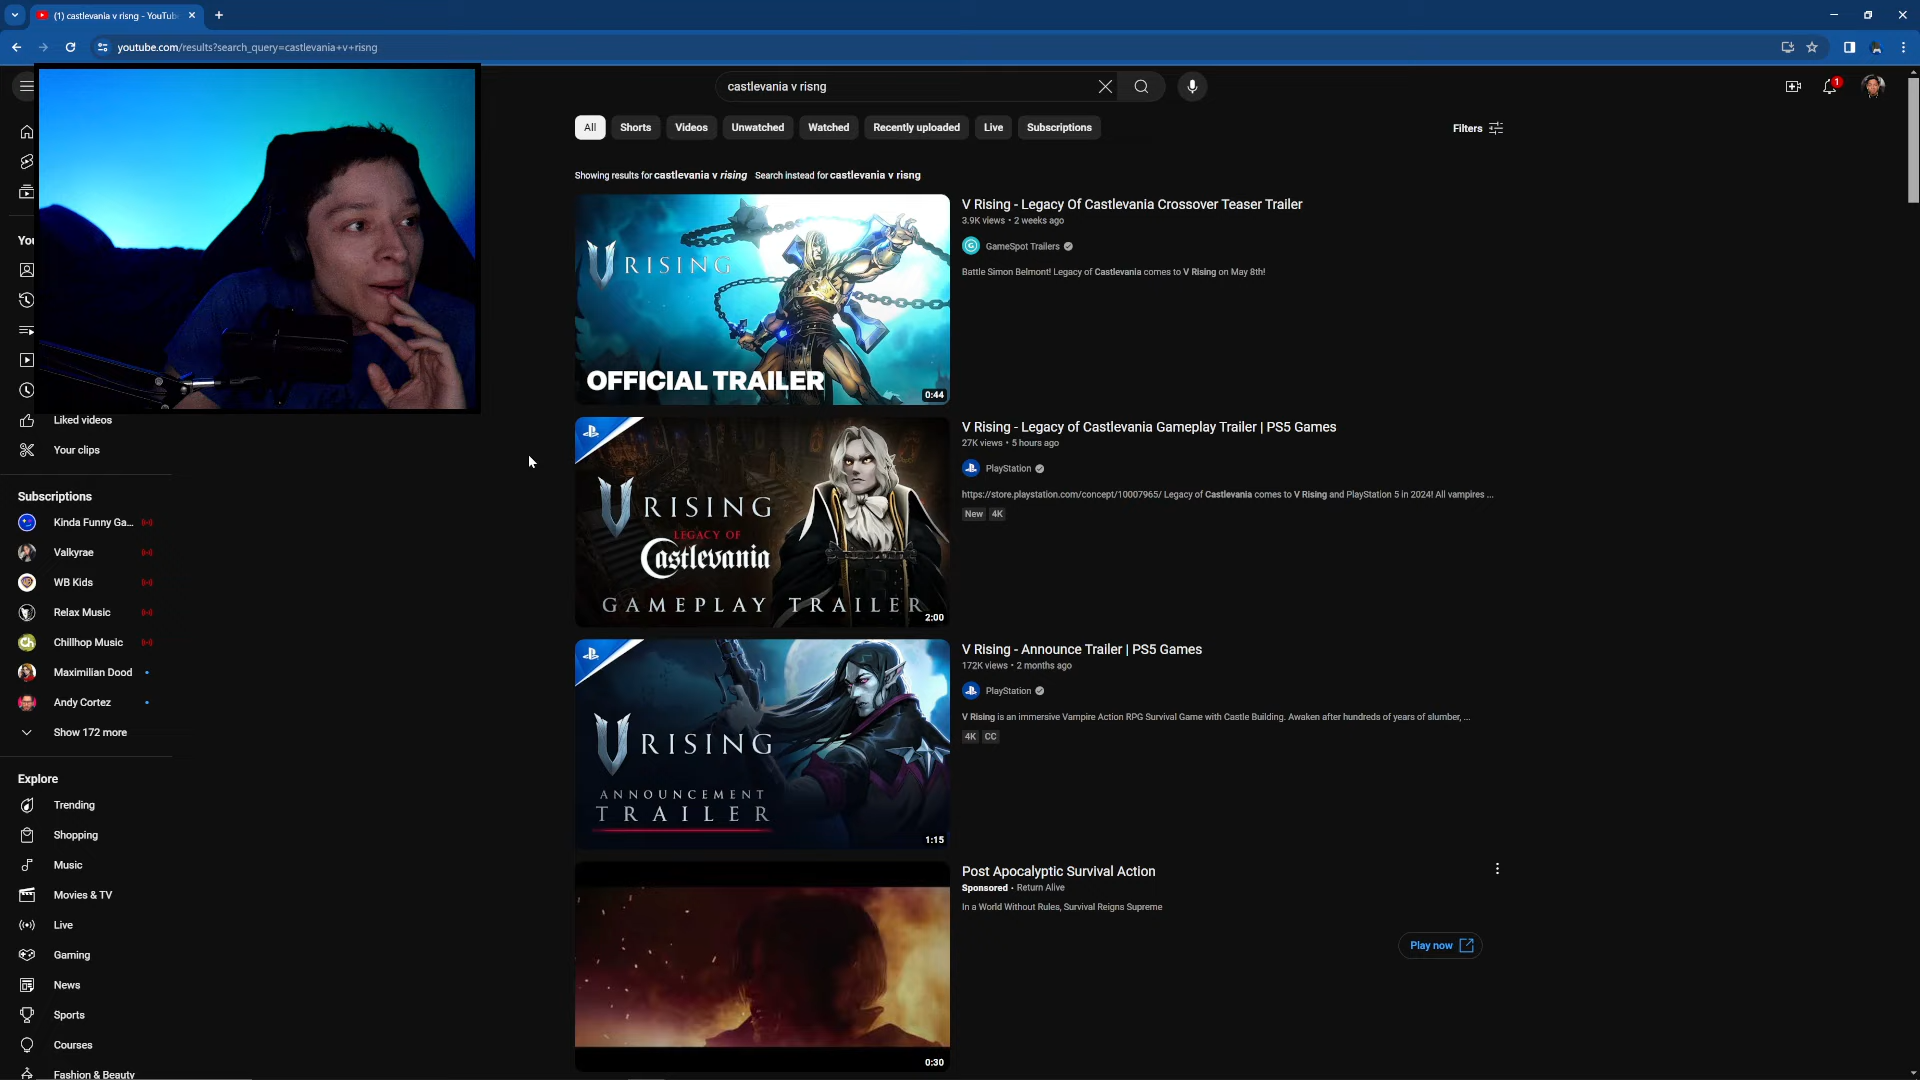 (1) castlevania v risng - YouTub
youtube.com/results?search_query=castlevania+v+risng
castlevania v risng
1
All
Shorts
Videos
Unwatched
Watched
Recently uploaded
Live
Subscriptions
Filters
Showing results for castlevania v rising Search instead for castlevania v risng
V RISING
OFFICIAL TRAILER
0:44
V Rising - Legacy Of Castlevania Crossover Teaser Trailer
3.9K views • 2 weeks ago
GameSpot Trailers
Battle Simon Belmont! Legacy of Castlevania comes to V Rising on May 8th!
V RISING
LEGACY OF
Castlevania
GAMEPLAY TRAILER
2:00
V Rising - Legacy of Castlevania Gameplay Trailer | PS5 Games
27K views • 5 hours ago
PlayStation
https://store.playstation.com/concept/10007965/ Legacy of Castlevania comes to V Rising and PlayStation 5 in 2024! All vampires ...
New
4K
V RISING
ANNOUNCEMENT
TRAILER
1:15
V Rising - Announce Trailer | PS5 Games
172K views • 2 months ago
PlayStation
V Rising is an immersive Vampire Action RPG Survival Game with Castle Building. Awaken after hundreds of years of slumber, ...
4K
CC
0:30
Post Apocalyptic Survival Action
Sponsored • Return Alive
In a World Without Rules, Survival Reigns Supreme
Play now
You
Liked videos
Your clips
Subscriptions
Kinda Funny Ga...
Valkyrae
WB Kids
Relax Music
Chillhop Music
Maximilian Dood
Andy Cortez
Show 172 more
Explore
Trending
Shopping
Music
Movies & TV
Live
Gaming
News
Sports
Courses
Fashion & Beauty